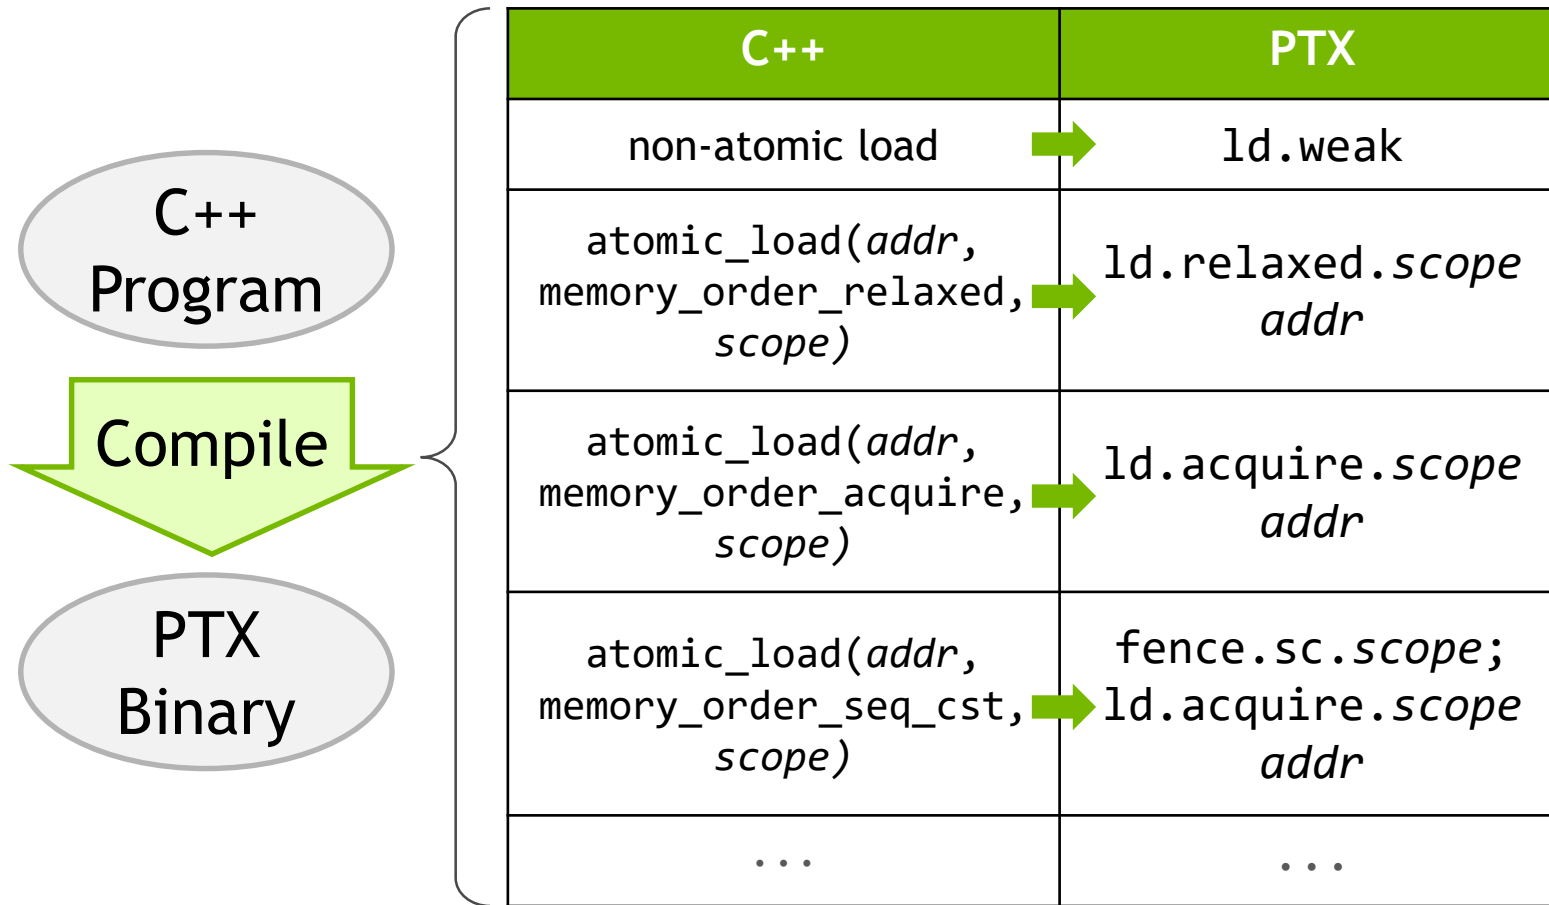 C++
Program
Compile
PTX
Binary
C++
PTX
non-atomic load
ld.weak
atomic_load(addr,
memory_order_relaxed,
scope)
ld.relaxed.scope
addr
atomic_load(addr,
memory_order_acquire,
scope)
ld.acquire.scope
addr
atomic_load(addr,
memory_order_seq_cst,
scope)
fence.sc.scope;
ld.acquire.scope
addr
...
...